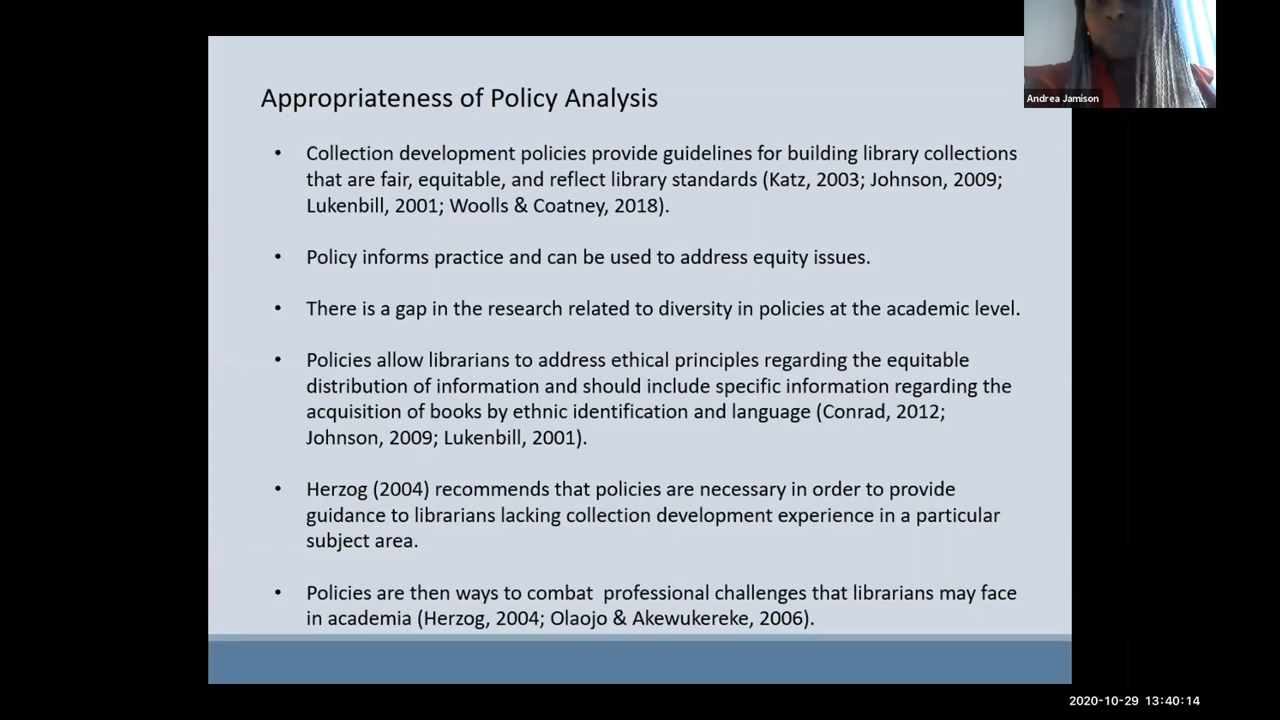 Appropriateness of Policy Analysis
• Collection development policies provide guidelines for building library collections
that are fair, equitable, and reflect library standards (Katz, 2003; Johnson, 2009;
Lukenbill, 2001; Woolls & Coatney, 2018).
• Policy informs practice and can be used to address equity issues.
• There is a gap in the research related to diversity in policies at the academic level.
• Policies allow librarians to address ethical principles regarding the equitable
distribution of information and should include specific information regarding the
acquisition of books by ethnic identification and language (Conrad, 2012;
Johnson, 2009; Lukenbill, 2001).
• Herzog (2004) recommends that policies are necessary in order to provide
guidance to librarians lacking collection development experience in a particular
subject area.
• Policies are then ways to combat  professional challenges that librarians may face
in academia (Herzog, 2004; Olaojo & Akewukereke, 2006).
Andrea Jamison
2020-10-29 13:40:14